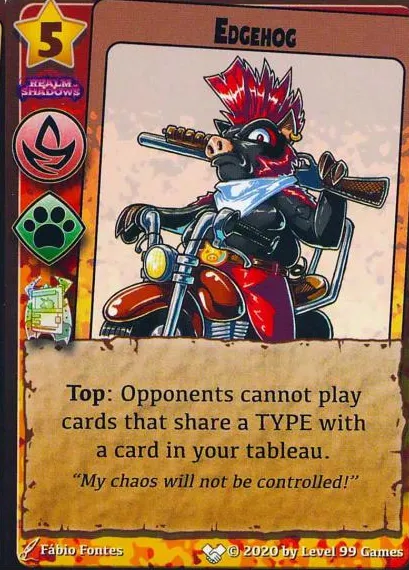 5
EDGEHOG
REALM OF
SHADOWS
Top: Opponents cannot play
cards that share a TYPE with
a card in your tableau.
“My chaos will not be controlled!”
Fábio Fontes
© 2020 by Level 99 Games